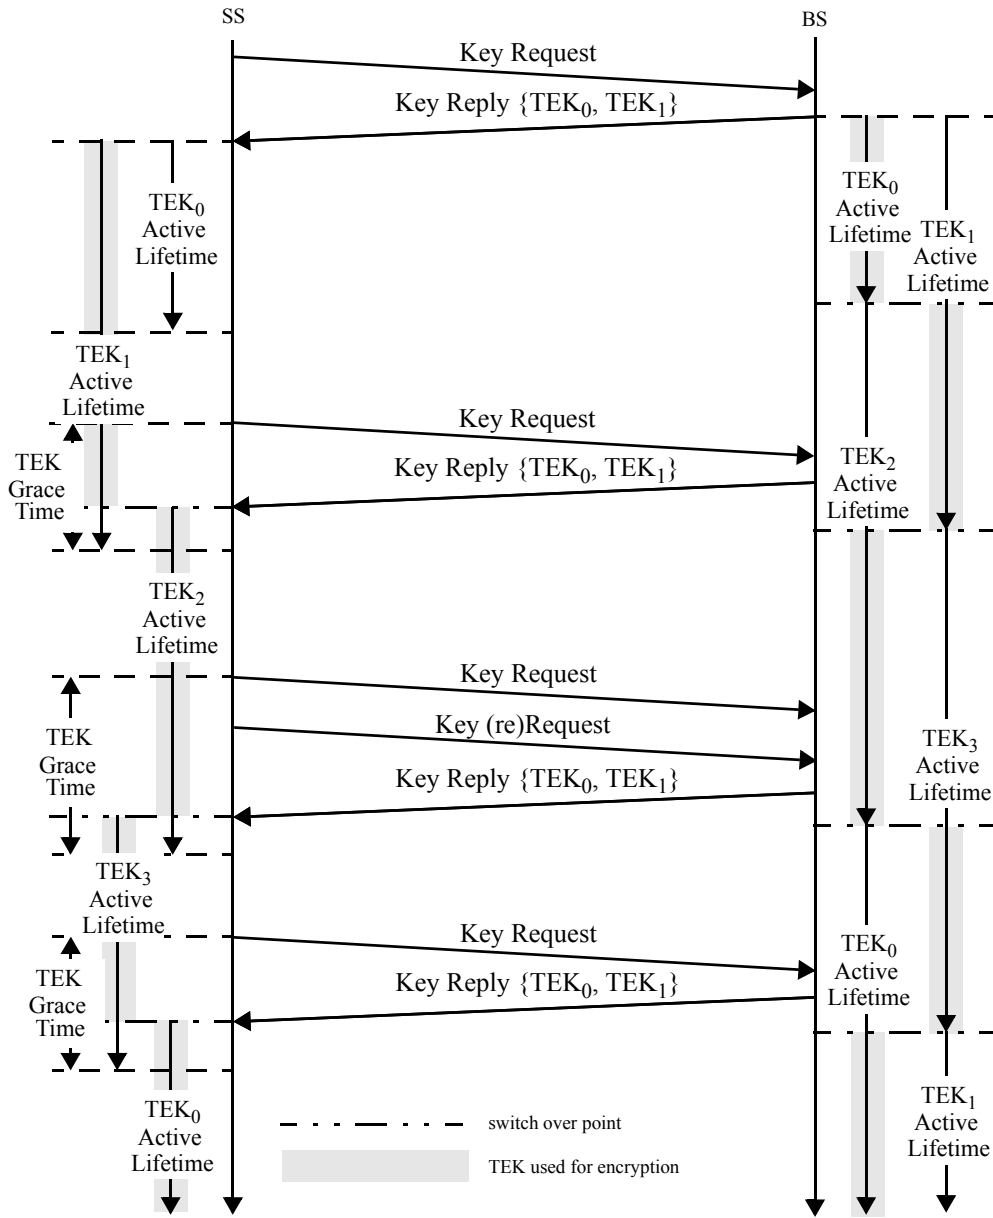 SS
BS
Key Request
Key Reply {TEK₀, TEK₁}
TEK₀
Active
Lifetime
TEK₀
Active
Lifetime
TEK₁
Active
Lifetime
TEK₁
Active
Lifetime
Key Request
TEK
Grace
Time
Key Reply {TEK₀, TEK₁}
TEK₂
Active
Lifetime
TEK₂
Active
Lifetime
Key Request
Key (re)Request
TEK
Grace
Time
TEK₃
Active
Lifetime
Key Reply {TEK₀, TEK₁}
TEK₃
Active
Lifetime
Key Request
TEK₀
Active
Lifetime
TEK
Grace
Time
Key Reply {TEK₀, TEK₁}
TEK₀
Active
Lifetime
TEK₁
Active
Lifetime
switch over point
TEK used for encryption